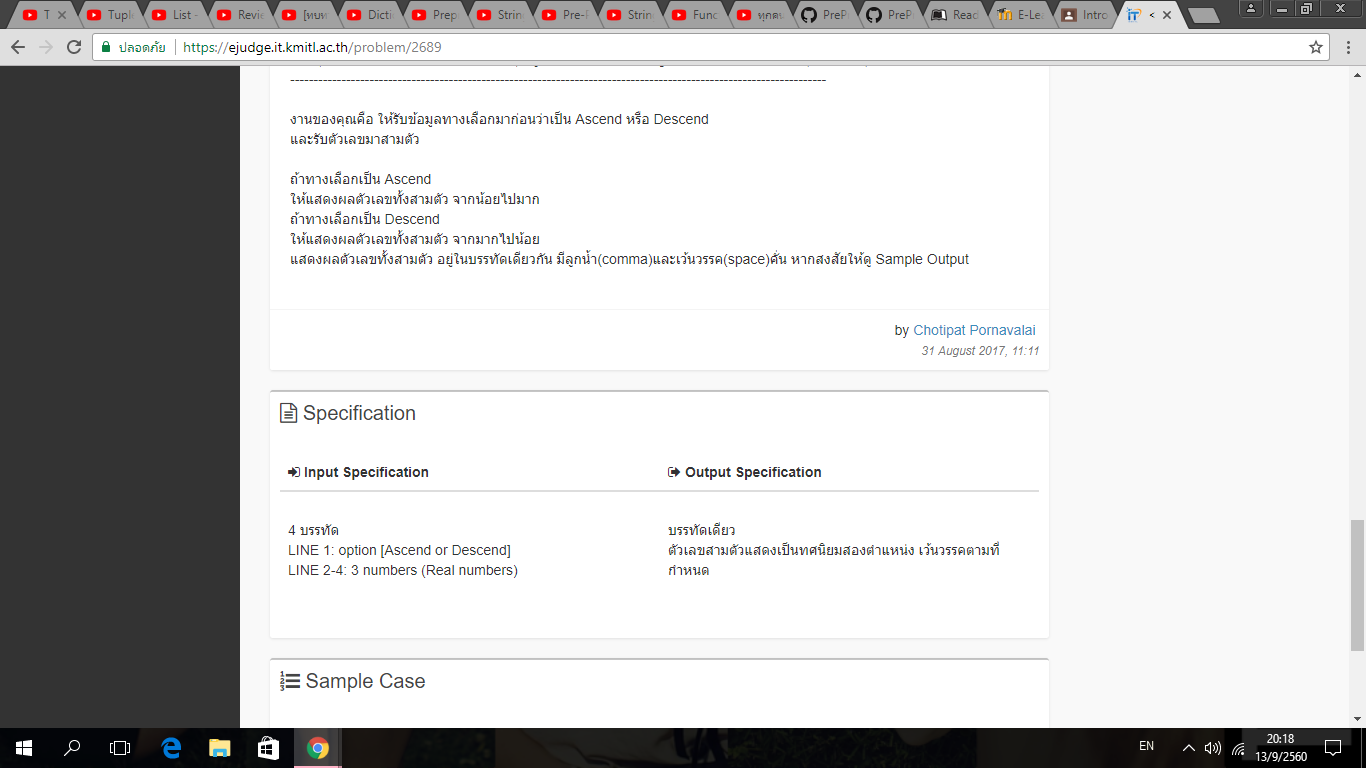 T
Tupl
List -
Revie
[ทบท
Dicti
Prep
String
Pre-P
Strin
Func
ทุกคน
PreP
PreP
Read
E-Lea
Intro
<
ปลอดภัย https://ejudge.it.kmitl.ac.th/problem/2689
งานของคุณคือ ให้รับข้อมูลทางเลือกมาก่อนว่าเป็น Ascend หรือ Descend
และรับตัวเลขมาสามตัว
ถ้าทางเลือกเป็น Ascend
ให้แสดงผลตัวเลขทั้งสามตัว จากน้อยไปมาก
ถ้าทางเลือกเป็น Descend
ให้แสดงผลตัวเลขทั้งสามตัว จากมากไปน้อย
แสดงผลตัวเลขทั้งสามตัว อยู่ในบรรทัดเดียวกัน มีลูกน้ำ(comma)และเว้นวรรค(space)คั่น หากสงสัยให้ดู Sample Output
by Chotipat Pornavalai
31 August 2017, 11:11
Specification
Input Specification
Output Specification
4 บรรทัด
LINE 1: option [Ascend or Descend]
LINE 2-4: 3 numbers (Real numbers)
บรรทัดเดียว
ตัวเลขสามตัวแสดงเป็นทศนิยมสองตำแหน่ง เว้นวรรคตามที่
กำหนด
Sample Case
EN
20:18
13/9/2560